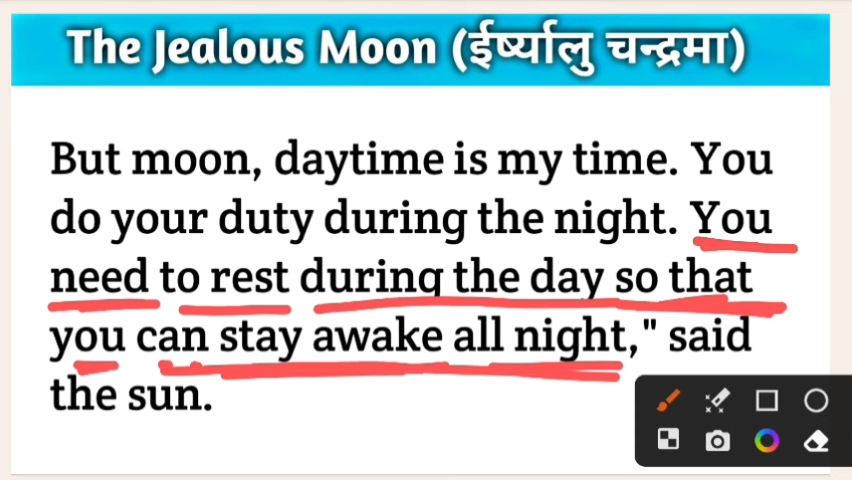 The Jealous Moon (ईर्ष्यालु चन्द्रमा)
But moon, daytime is my time. You
do your duty during the night. You
need to rest during the day so that
you can stay awake all night," said
the sun.